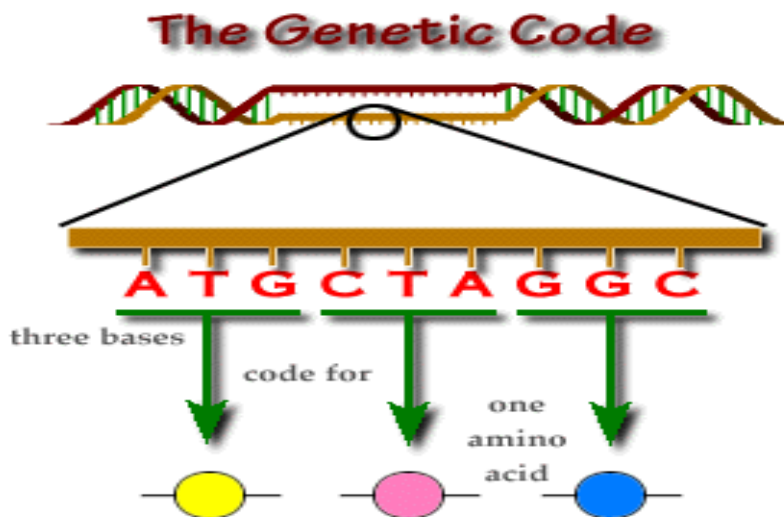 The Genetic Code
A T G C T A G G C
three bases
code for
one
amino
acid